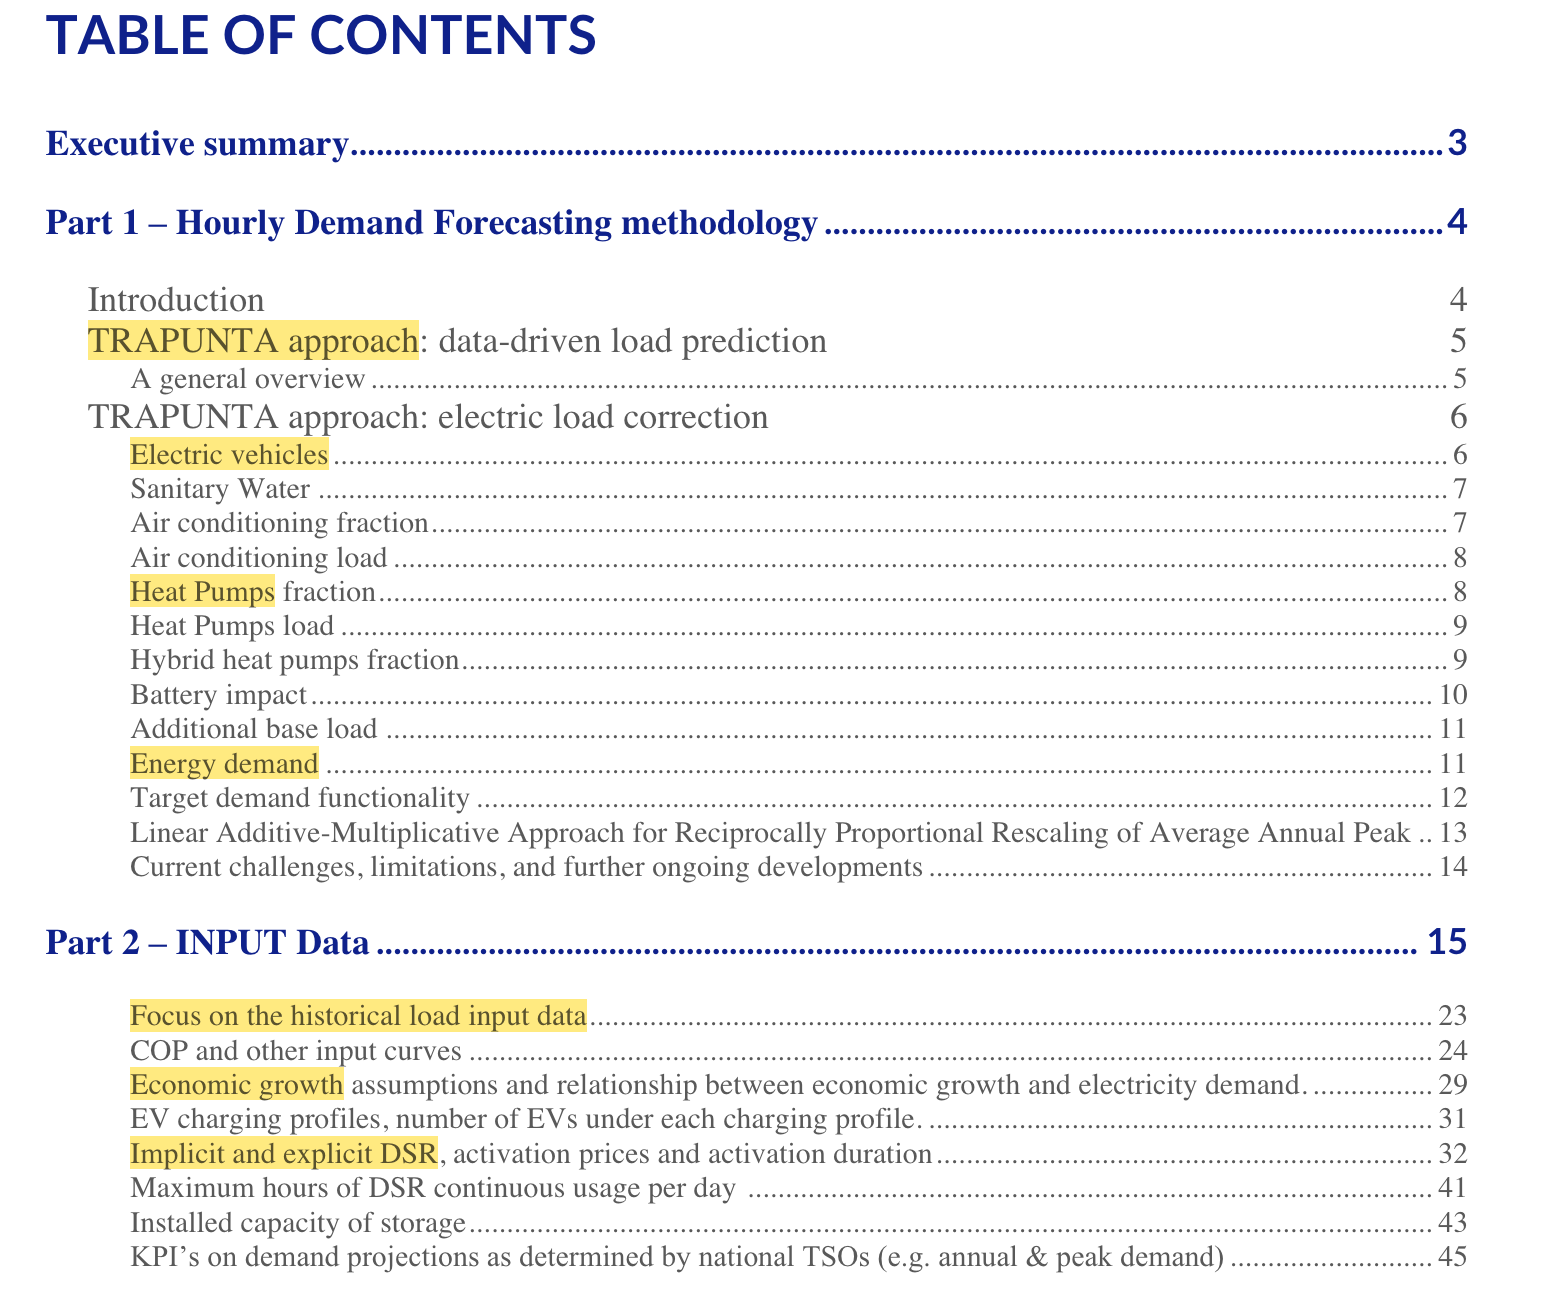 TABLE OF CONTENTS
Executive summary 3
Part 1 – Hourly Demand Forecasting methodology 4
Introduction 4
TRAPUNTA approach: data-driven load prediction 5
A general overview 5
TRAPUNTA approach: electric load correction 6
Electric vehicles 6
Sanitary Water 7
Air conditioning fraction 7
Air conditioning load 8
Heat Pumps fraction 8
Heat Pumps load 9
Hybrid heat pumps fraction 9
Battery impact 10
Additional base load 11
Energy demand 11
Target demand functionality 12
Linear Additive-Multiplicative Approach for Reciprocally Proportional Rescaling of Average Annual Peak .. 13
Current challenges, limitations, and further ongoing developments 14
Part 2 – INPUT Data 15
Focus on the historical load input data 23
COP and other input curves 24
Economic growth assumptions and relationship between economic growth and electricity demand. 29
EV charging profiles, number of EVs under each charging profile. 31
Implicit and explicit DSR, activation prices and activation duration 32
Maximum hours of DSR continuous usage per day 41
Installed capacity of storage 43
KPI’s on demand projections as determined by national TSOs (e.g. annual & peak demand) 45